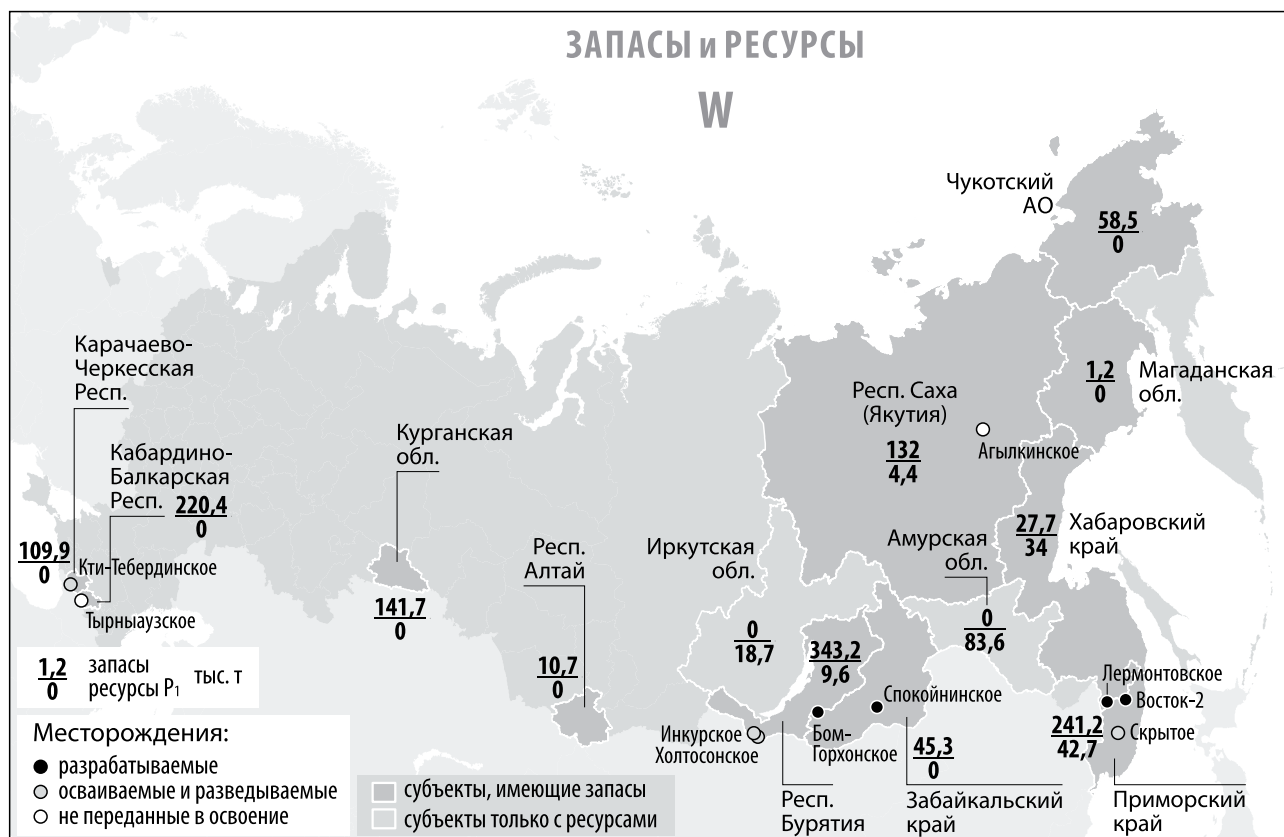 ЗАПАСЫ и РЕСУРСЫ
W
Чукотский
АО
58,5
0
Карачаево-
Черкесская
Респ.
109,9
0
Кти-Тебердинское
Кабардино-
Балкарская
Респ.
220,4
0
Тырныаузское
Курганская
обл.
141,7
0
Респ.
Алтай
10,7
0
Иркутская
обл.
0
18,7
Респ. Саха
(Якутия)
132
4,4
Агылкинское
1,2
0
Магаданская
обл.
27,7
34
Хабаровский
край
Амурская
обл.
0
83,6
343,2
9,6
Спокойнинское
Бом-
Горхонское
Инкурское
Холтосонское
45,3
0
Лермонтовское
Восток-2
Скрытое
241,2
42,7
Респ.
Бурятия
Забайкальский
край
Приморский
край
1,2
0
запасы
ресурсы P₁
тыс. т
Месторождения:
разрабатываемые
осваиваемые и разведываемые
не переданные в освоение
субъекты, имеющие запасы
субъекты только с ресурсами